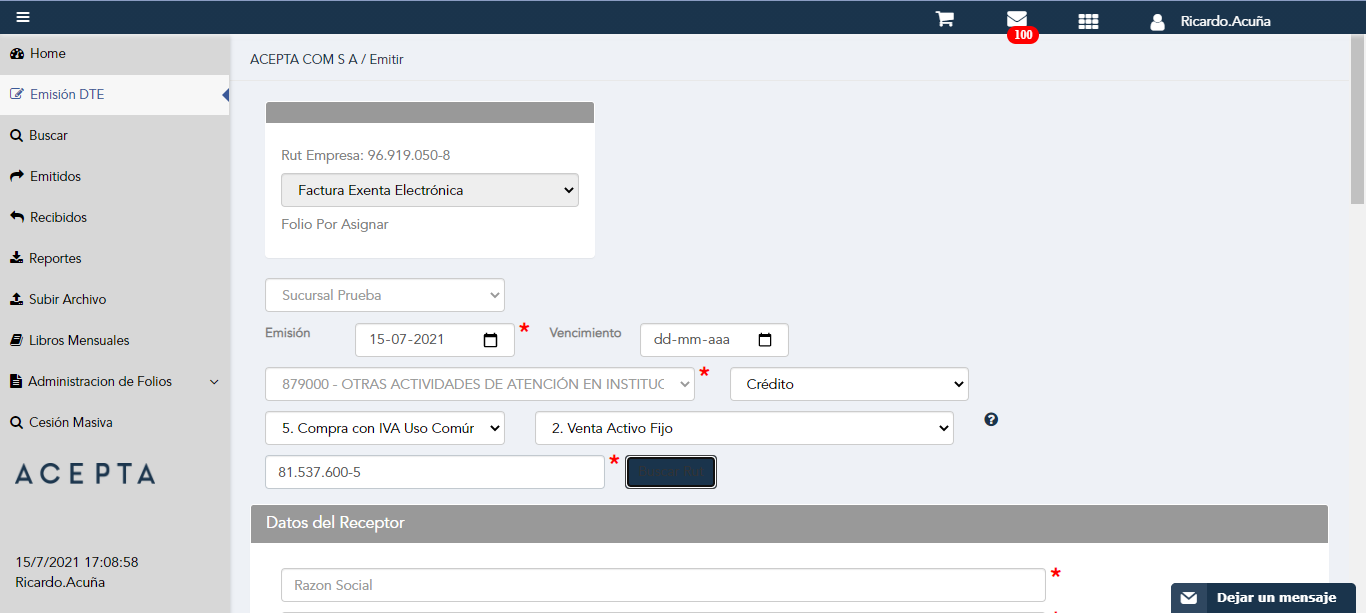 100
Ricardo.Acuña
Home
Emisión DTE
Buscar
Emitidos
Recibidos
Reportes
Subir Archivo
Libros Mensuales
Administracion de Folios
Cesión Masiva
ACEPTA
15/7/2021 17:08:58
Ricardo.Acuña
ACEPTA COM S A / Emitir
Rut Empresa: 96.919.050-8
Factura Exenta Electrónica
Folio Por Asignar
Sucursal Prueba
Emisión 15-07-2021 * Vencimiento dd-mm-aaa
879000 - OTRAS ACTIVIDADES DE ATENCIÓN EN INSTITUC * Crédito
5. Compra con IVA Uso Comúr 2. Venta Activo Fijo ?
81.537.600-5 *
Datos del Receptor
Razon Social *
Dejar un mensaje